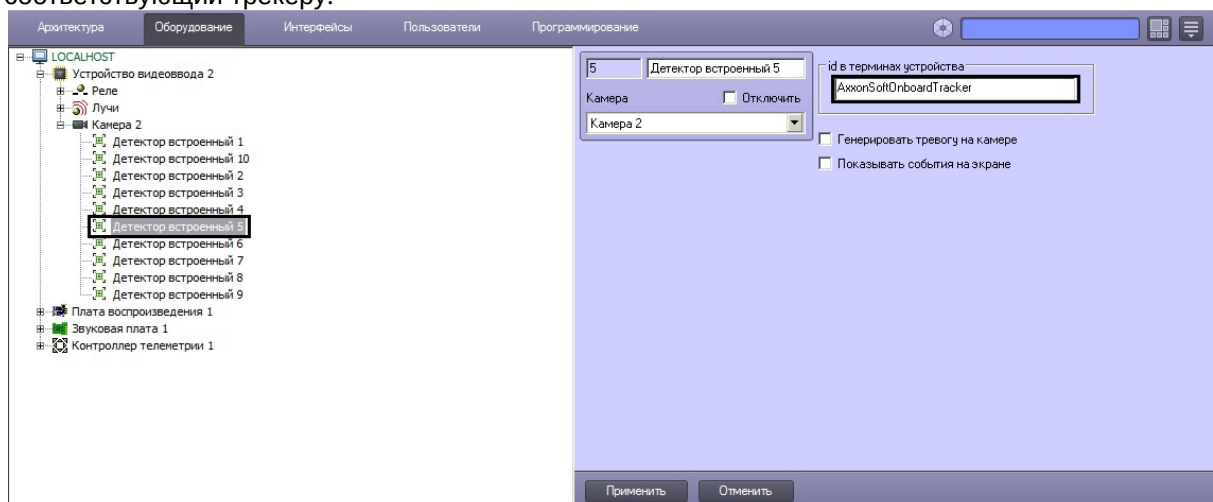 соответствующий трекеру.
Архитектура Оборудование Интерфейсы Пользователи Программирование
LOCALHOST
Устройство видеоввода 2
Реле
Лучи
Камера 2
Детектор встроенный 1
Детектор встроенный 10
Детектор встроенный 2
Детектор встроенный 3
Детектор встроенный 4
Детектор встроенный 5
Детектор встроенный 6
Детектор встроенный 7
Детектор встроенный 8
Детектор встроенный 9
Плата воспроизведения 1
Звуковая плата 1
Контроллер телеметрии 1
5 Детектор встроенный 5
Камера Отключить
Камера 2
id в терминах устройства
AxxonSoftOnboardTracker
Генерировать тревогу на камере
Показывать события на экране
Применить Отменить